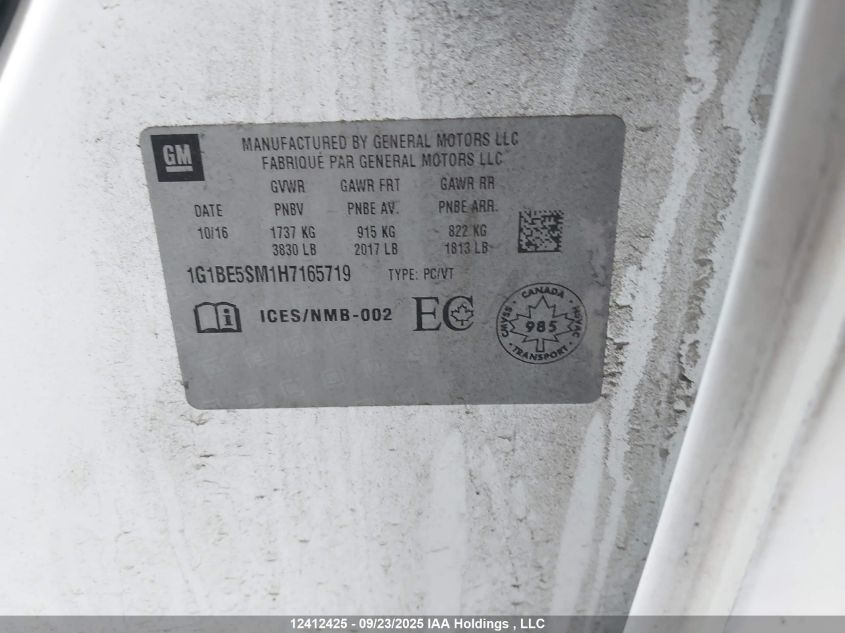 GM
MANUFACTURED BY GENERAL MOTORS LLC
FABRIQUÉ PAR GENERAL MOTORS LLC
GVWR GAWR FRT GAWR RR
DATE PNBV PNBE AV. PNBE ARR.
10/16 1737 KG 915 KG 822 KG
3830 LB 2017 LB 1813 LB
1G1BE5SM1H7165719 TYPE: PC/VT
i ICES/NMB-002 EC
CMVSS · CANADA · NSVAC · TRANSPORT ·
985
12412425 - 09/23/2025 IAA Holdings , LLC